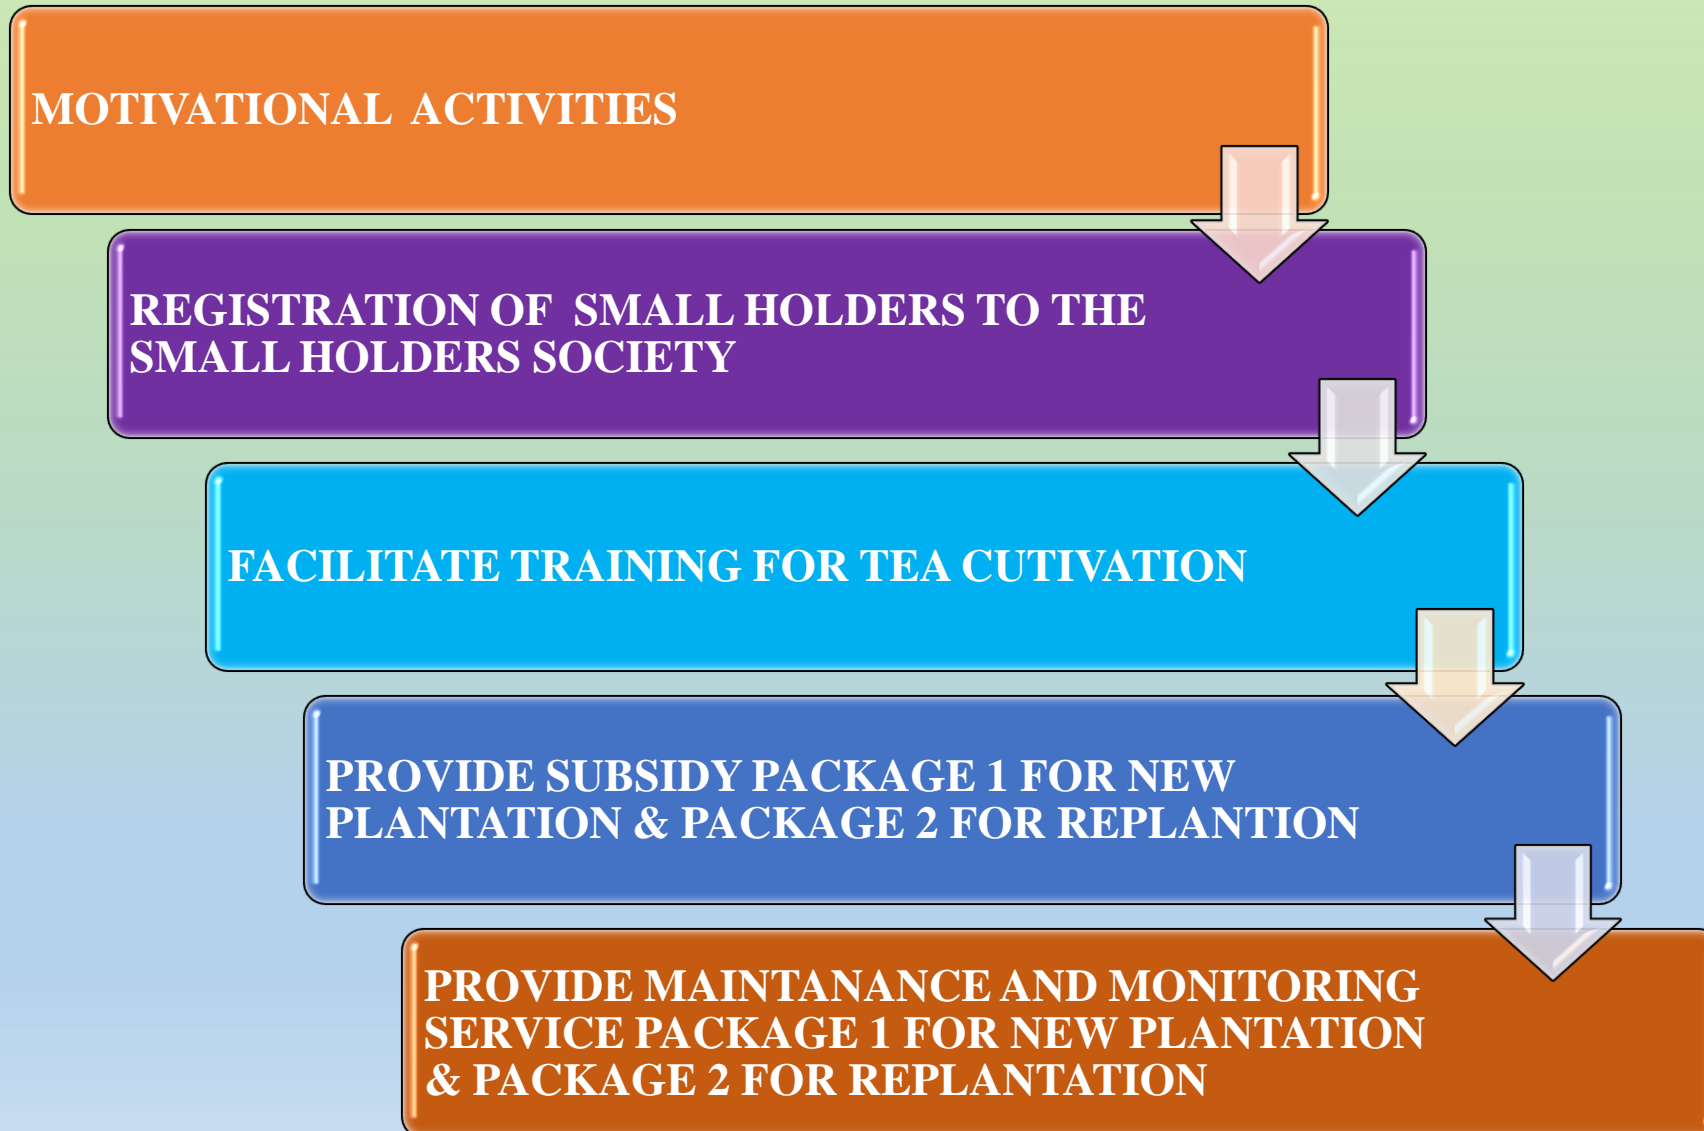 MOTIVATIONAL ACTIVITIES
REGISTRATION OF SMALL HOLDERS TO THE
SMALL HOLDERS SOCIETY
FACILITATE TRAINING FOR TEA CUTIVATION
PROVIDE SUBSIDY PACKAGE 1 FOR NEW
PLANTATION & PACKAGE 2 FOR REPLANTION
PROVIDE MAINTANANCE AND MONITORING
SERVICE PACKAGE 1 FOR NEW PLANTATION
& PACKAGE 2 FOR REPLANTATION